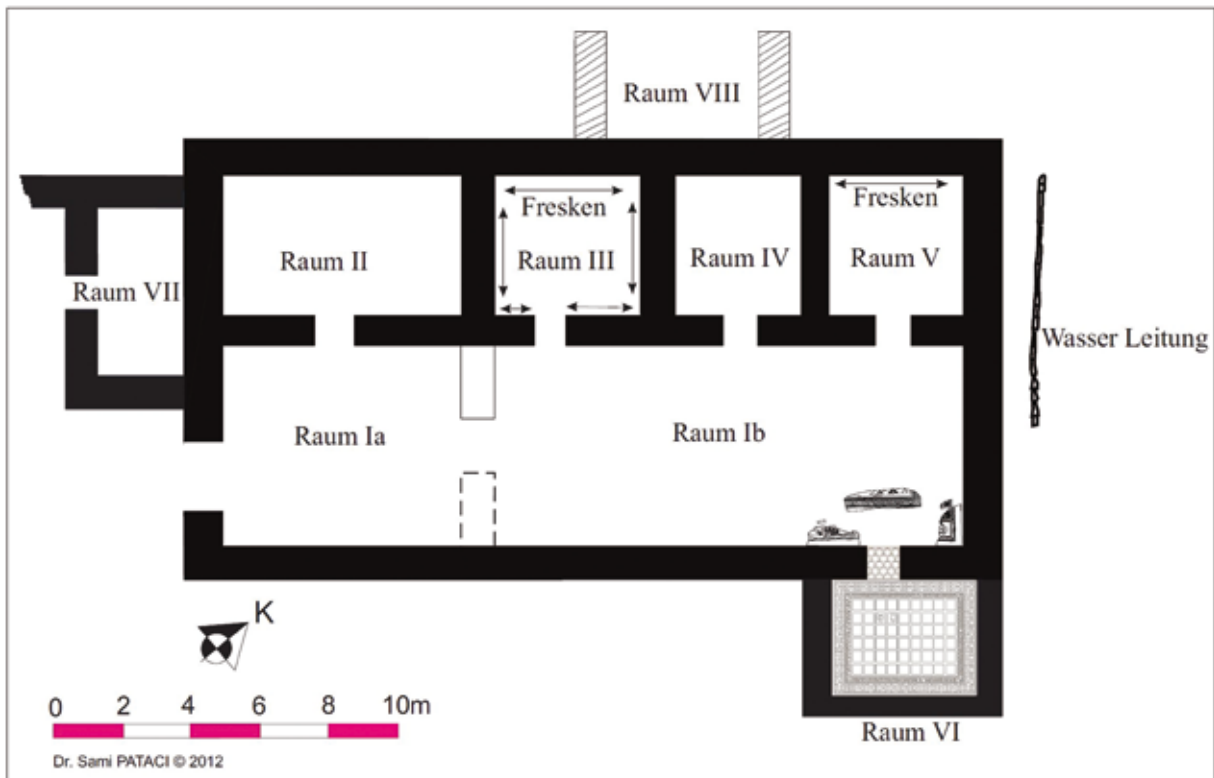 Raum VIII
Fresken
Fresken
Raum II
Raum III
Raum IV
Raum V
Raum VII
Wasser Leitung
Raum Ia
Raum Ib
K
0 2 4 6 8 10m
Raum VI
Dr. Sami PATACI © 2012